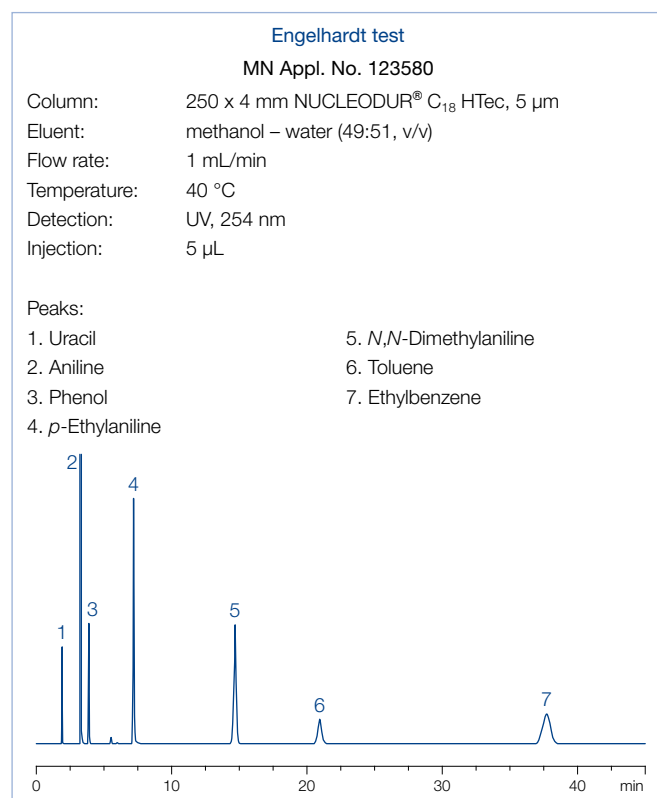 Engelhardt test
MN Appl. No. 123580
Column: 250 x 4 mm NUCLEODUR® C₁₈ HTec, 5 µm
Eluent: methanol – water (49:51, v/v)
Flow rate: 1 mL/min
Temperature: 40 °C
Detection: UV, 254 nm
Injection: 5 µL
Peaks:
1. Uracil 5. N,N-Dimethylaniline
2. Aniline 6. Toluene
3. Phenol 7. Ethylbenzene
4. p-Ethylaniline
2
4
3
5
1
7
6
0 10 20 30 40 min